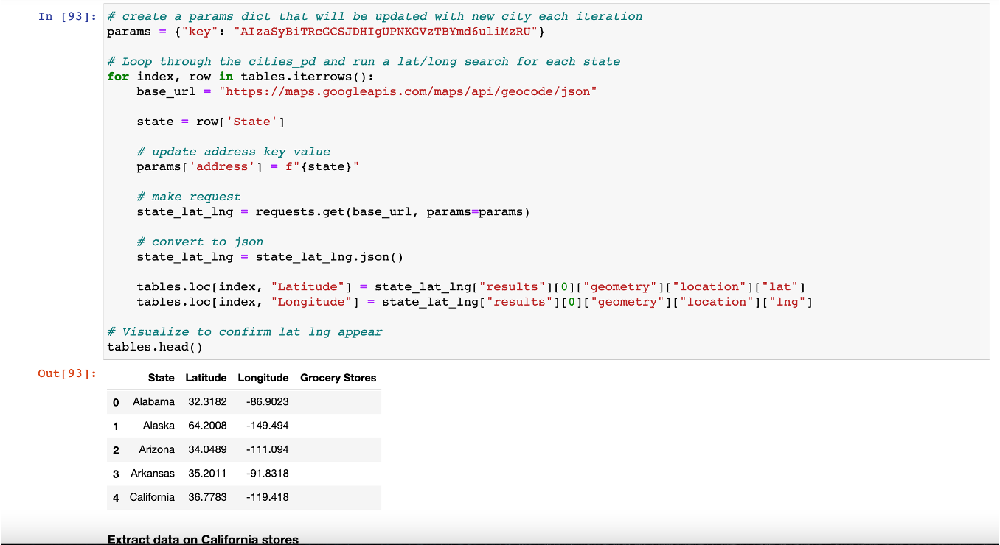 In [93]:
# create a params dict that will be updated with new city each iteration
params = {"key": "AIzaSyBiTRcGCSJDHIgUPNKGVzTBYmd6uliMzRU"}
# Loop through the cities_pd and run a lat/long search for each state
for index, row in tables.iterrows():
    base_url = "https://maps.googleapis.com/maps/api/geocode/json"
    state = row['State']
    # update address key value
    params['address'] = f"{state}"
    # make request
    state_lat_lng = requests.get(base_url, params=params)
    # convert to json
    state_lat_lng = state_lat_lng.json()
    tables.loc[index, "Latitude"] = state_lat_lng["results"][0]["geometry"]["location"]["lat"]
    tables.loc[index, "Longitude"] = state_lat_lng["results"][0]["geometry"]["location"]["lng"]
# Visualize to confirm lat lng appear
tables.head()
Out[93]:
State Latitude Longitude Grocery Stores
0 Alabama 32.3182 -86.9023
1 Alaska 64.2008 -149.494
2 Arizona 34.0489 -111.094
3 Arkansas 35.2011 -91.8318
4 California 36.7783 -119.418
Extract data on California stores